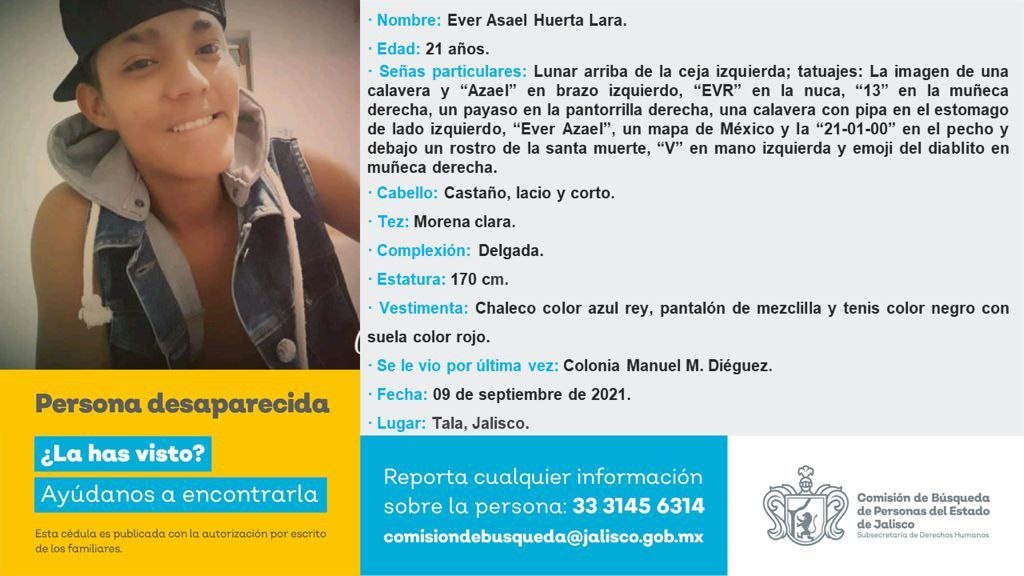 · Nombre: Ever Asael Huerta Lara.
· Edad: 21 años.
· Señas particulares: Lunar arriba de la ceja izquierda; tatuajes: La imagen de una
calavera y “Azael” en brazo izquierdo, “EVR” en la nuca, “13” en la muñeca
derecha, un payaso en la pantorrilla derecha, una calavera con pipa en el estomago
de lado izquierdo, “Ever Azael”, un mapa de México y la “21-01-00” en el pecho y
debajo un rostro de la santa muerte, “V” en mano izquierda y emoji del diablito en
muñeca derecha.
· Cabello: Castaño, lacio y corto.
· Tez: Morena clara.
· Complexión: Delgada.
· Estatura: 170 cm.
· Vestimenta: Chaleco color azul rey, pantalón de mezclilla y tenis color negro con
suela color rojo.
· Se le vio por última vez: Colonia Manuel M. Diéguez.
· Fecha: 09 de septiembre de 2021.
· Lugar: Tala, Jalisco.
Persona desaparecida
¿La has visto?
Ayúdanos a encontrarla
Esta cédula es publicada con la autorización por escrito
de los familiares.
Reporta cualquier información
sobre la persona: 33 3145 6314
comisiondebusqueda@jalisco.gob.mx
Comisión de Búsqueda
de Personas del Estado
de Jalisco
Subsecretaría de Derechos Humanos